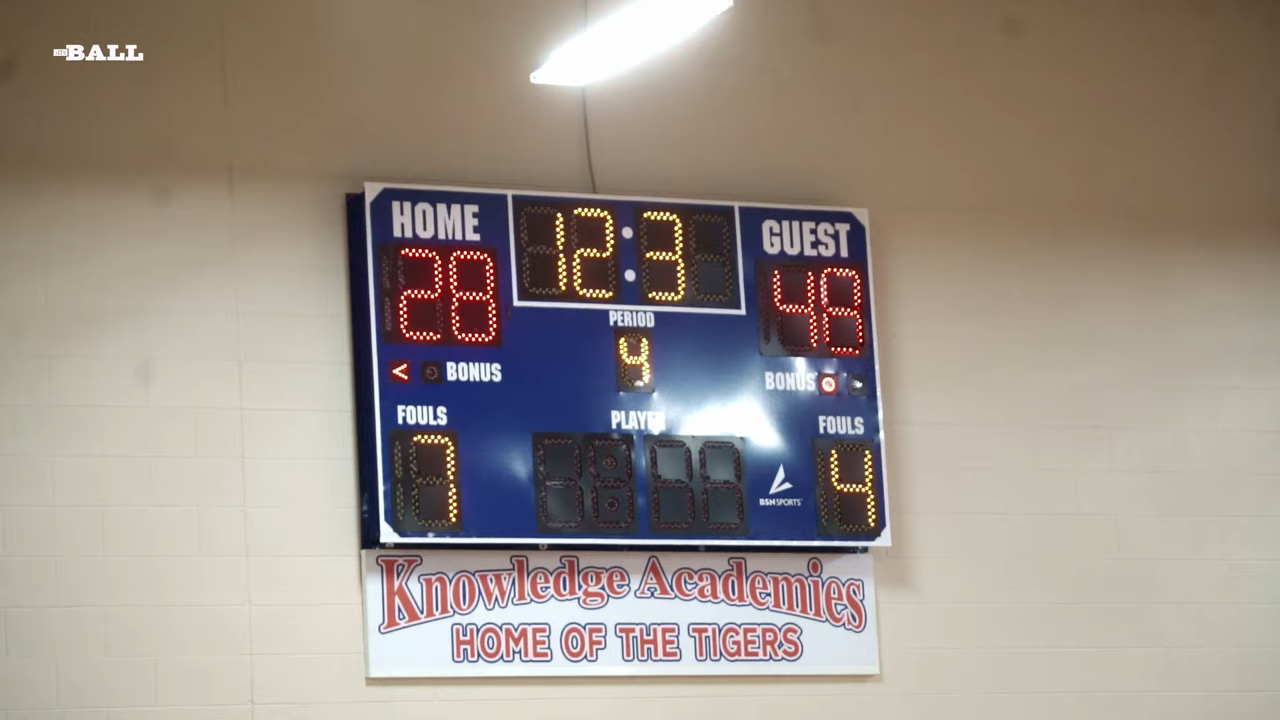 BALL
HOME
28
12:3
GUEST
48
PERIOD
4
< BONUS
BONUS
FOULS
7
PLAYER
FOULS
4
BSN SPORTS
Knowledge Academies
HOME OF THE TIGERS